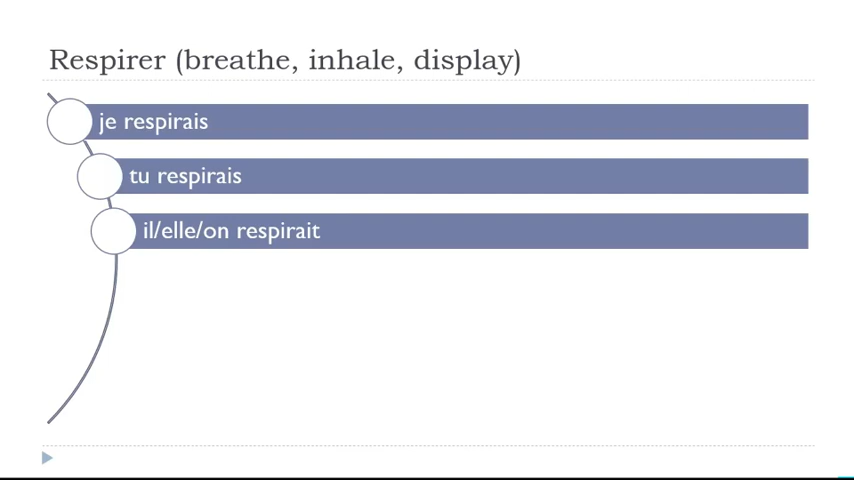 Respirer (breathe, inhale, display)
je respirais
tu respirais
il/elle/on respirait